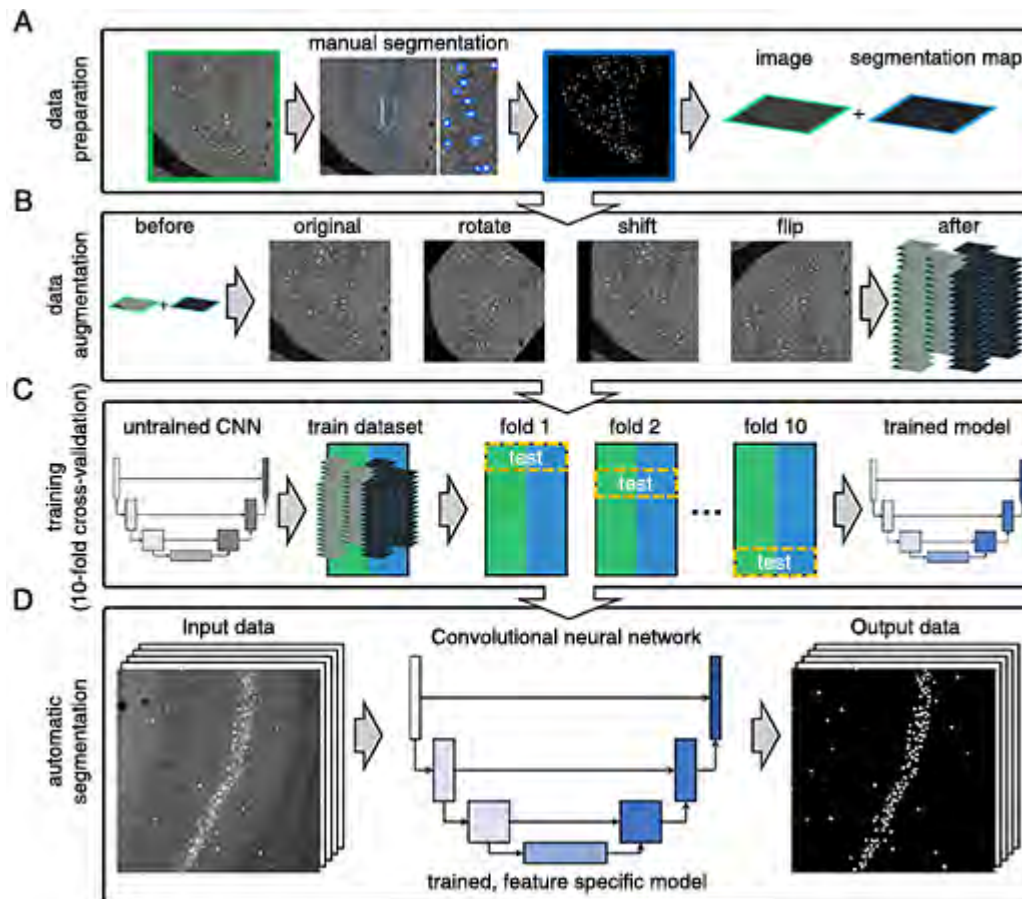 A
data
preparation
manual segmentation
image
segmentation map
+
B
data
augmentation
before
original
rotate
shift
flip
after
+
C
training
(10-fold cross-validation)
untrained CNN
train dataset
fold 1
fold 2
fold 10
trained model
test
test
...
test
D
automatic
segmentation
Input data
Convolutional neural network
Output data
trained, feature specific model